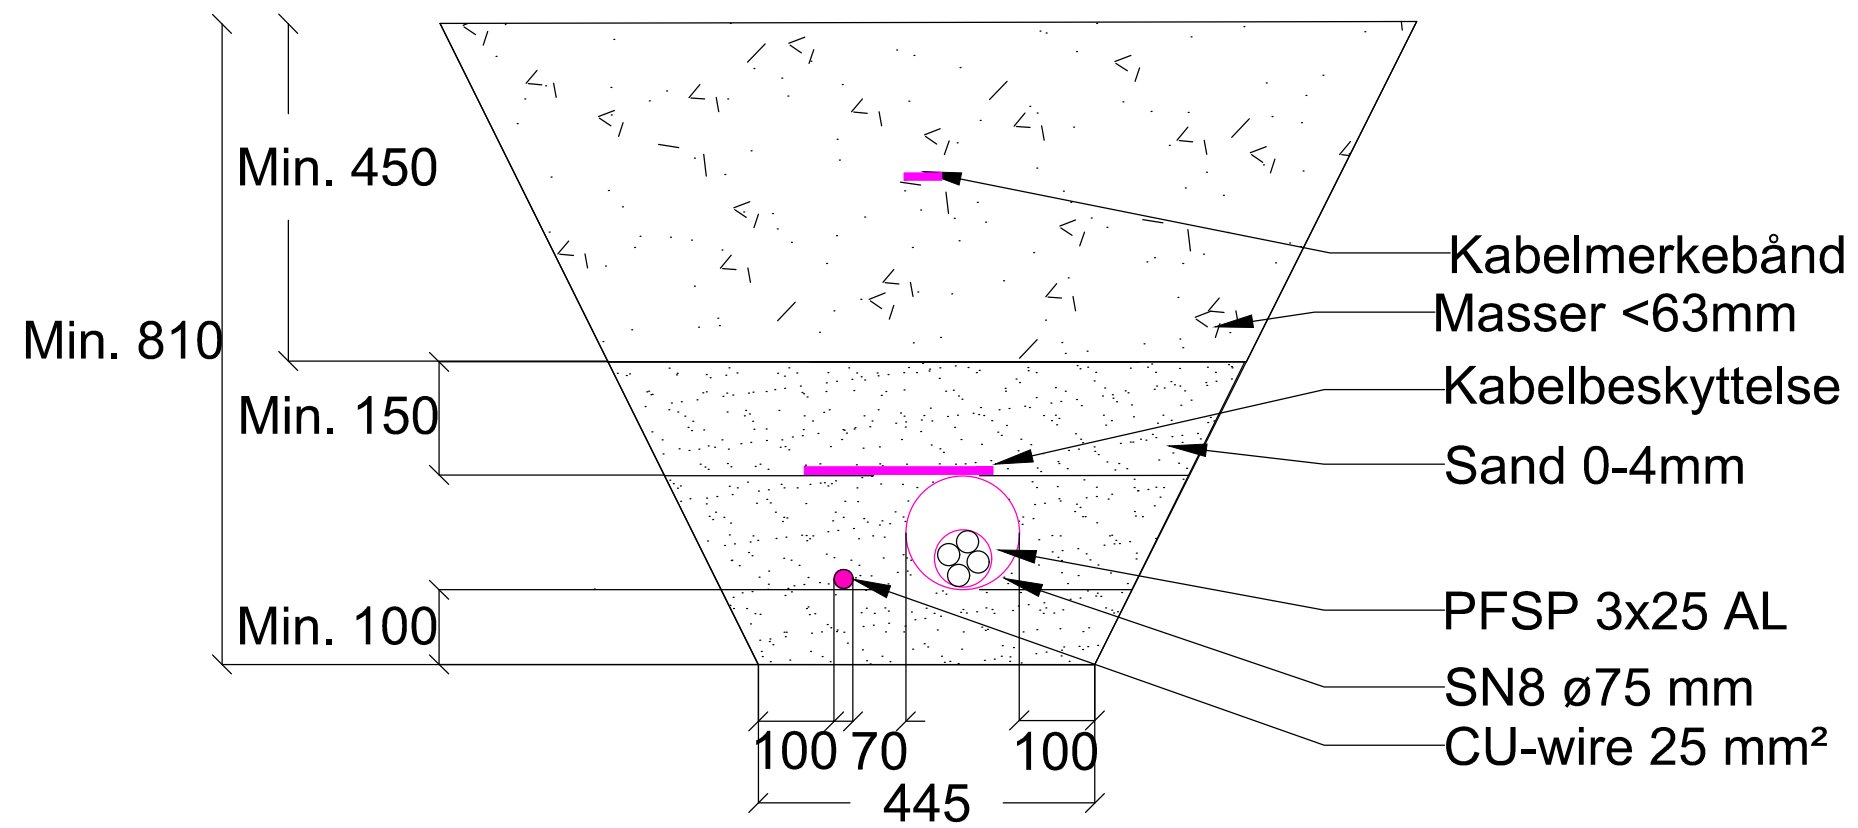 Min. 450
Kabelmerkebånd
Masser <63mm
Min. 810
Kabelbeskyttelse
Min. 150
Sand 0-4mm
PFSP 3x25 AL
Min. 100
SN8 ø75 mm
CU-wire 25 mm²
100 70 100
445